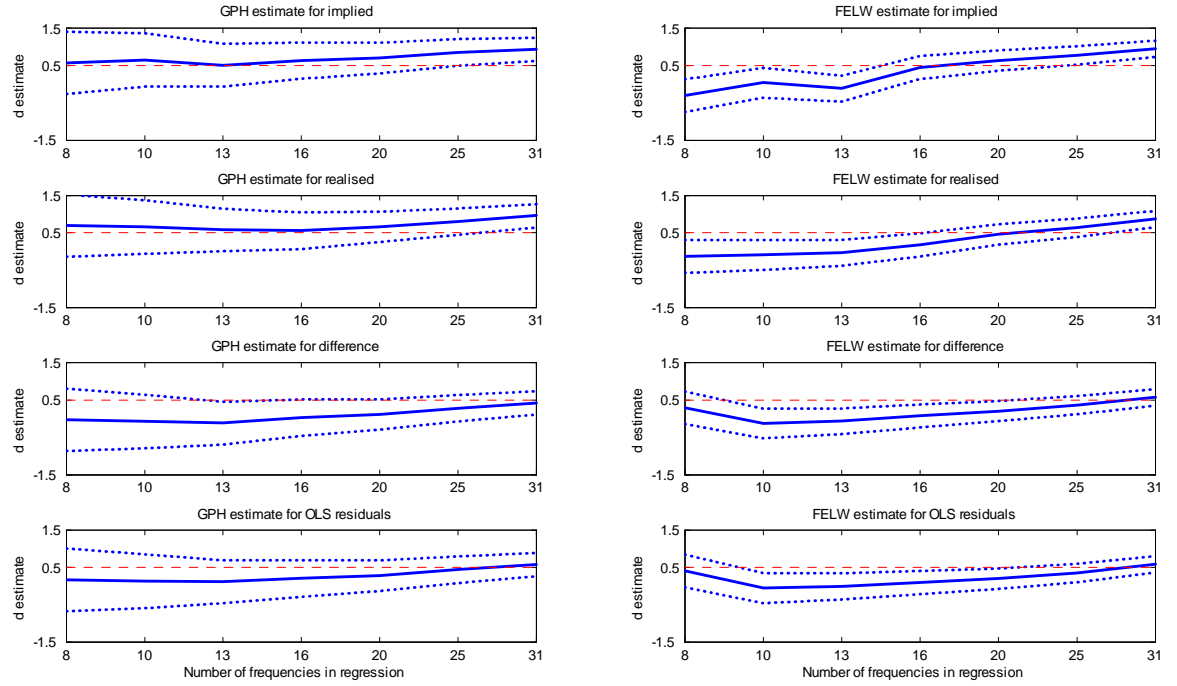 GPH estimate for implied
1.5
0.5
-1.5
d estimate
8 10 13 16 20 25 31
FELW estimate for implied
1.5
0.5
-1.5
d estimate
8 10 13 16 20 25 31
GPH estimate for realised
1.5
0.5
-1.5
d estimate
8 10 13 16 20 25 31
FELW estimate for realised
1.5
0.5
-1.5
d estimate
8 10 13 16 20 25 31
GPH estimate for difference
1.5
0.5
-1.5
d estimate
8 10 13 16 20 25 31
FELW estimate for difference
1.5
0.5
-1.5
d estimate
8 10 13 16 20 25 31
GPH estimate for OLS residuals
1.5
0.5
-1.5
d estimate
8 10 13 16 20 25 31
Number of frequencies in regression
FELW estimate for OLS residuals
1.5
0.5
-1.5
d estimate
8 10 13 16 20 25 31
Number of frequencies in regression